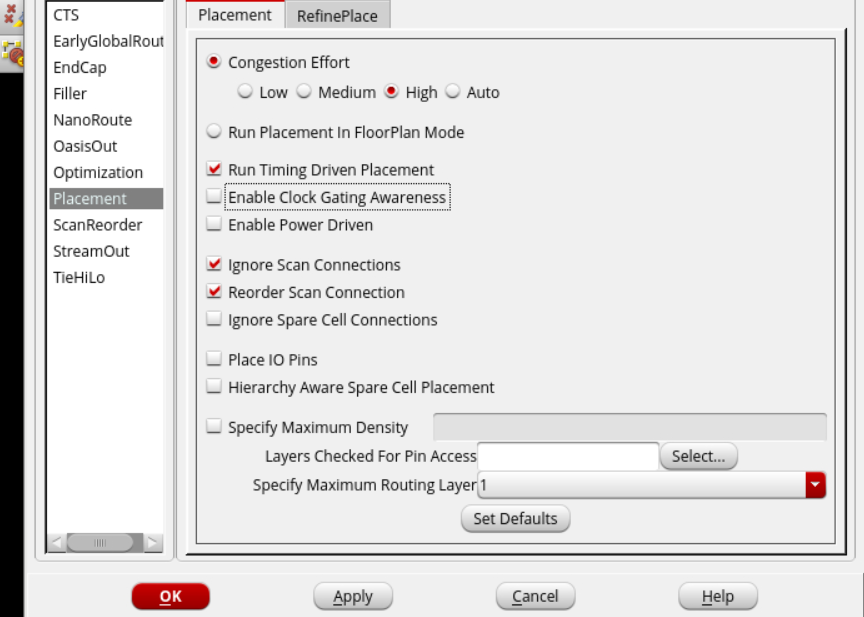 CTS
EarlyGlobalRout
EndCap
Filler
NanoRoute
OasisOut
Optimization
Placement
ScanReorder
StreamOut
TieHiLo
Placement RefinePlace
Congestion Effort
Low Medium High Auto
Run Placement In FloorPlan Mode
Run Timing Driven Placement
Enable Clock Gating Awareness
Enable Power Driven
Ignore Scan Connections
Reorder Scan Connection
Ignore Spare Cell Connections
Place IO Pins
Hierarchy Aware Spare Cell Placement
Specify Maximum Density
Layers Checked For Pin Access Select...
Specify Maximum Routing Layer 1
Set Defaults
OK Apply Cancel Help